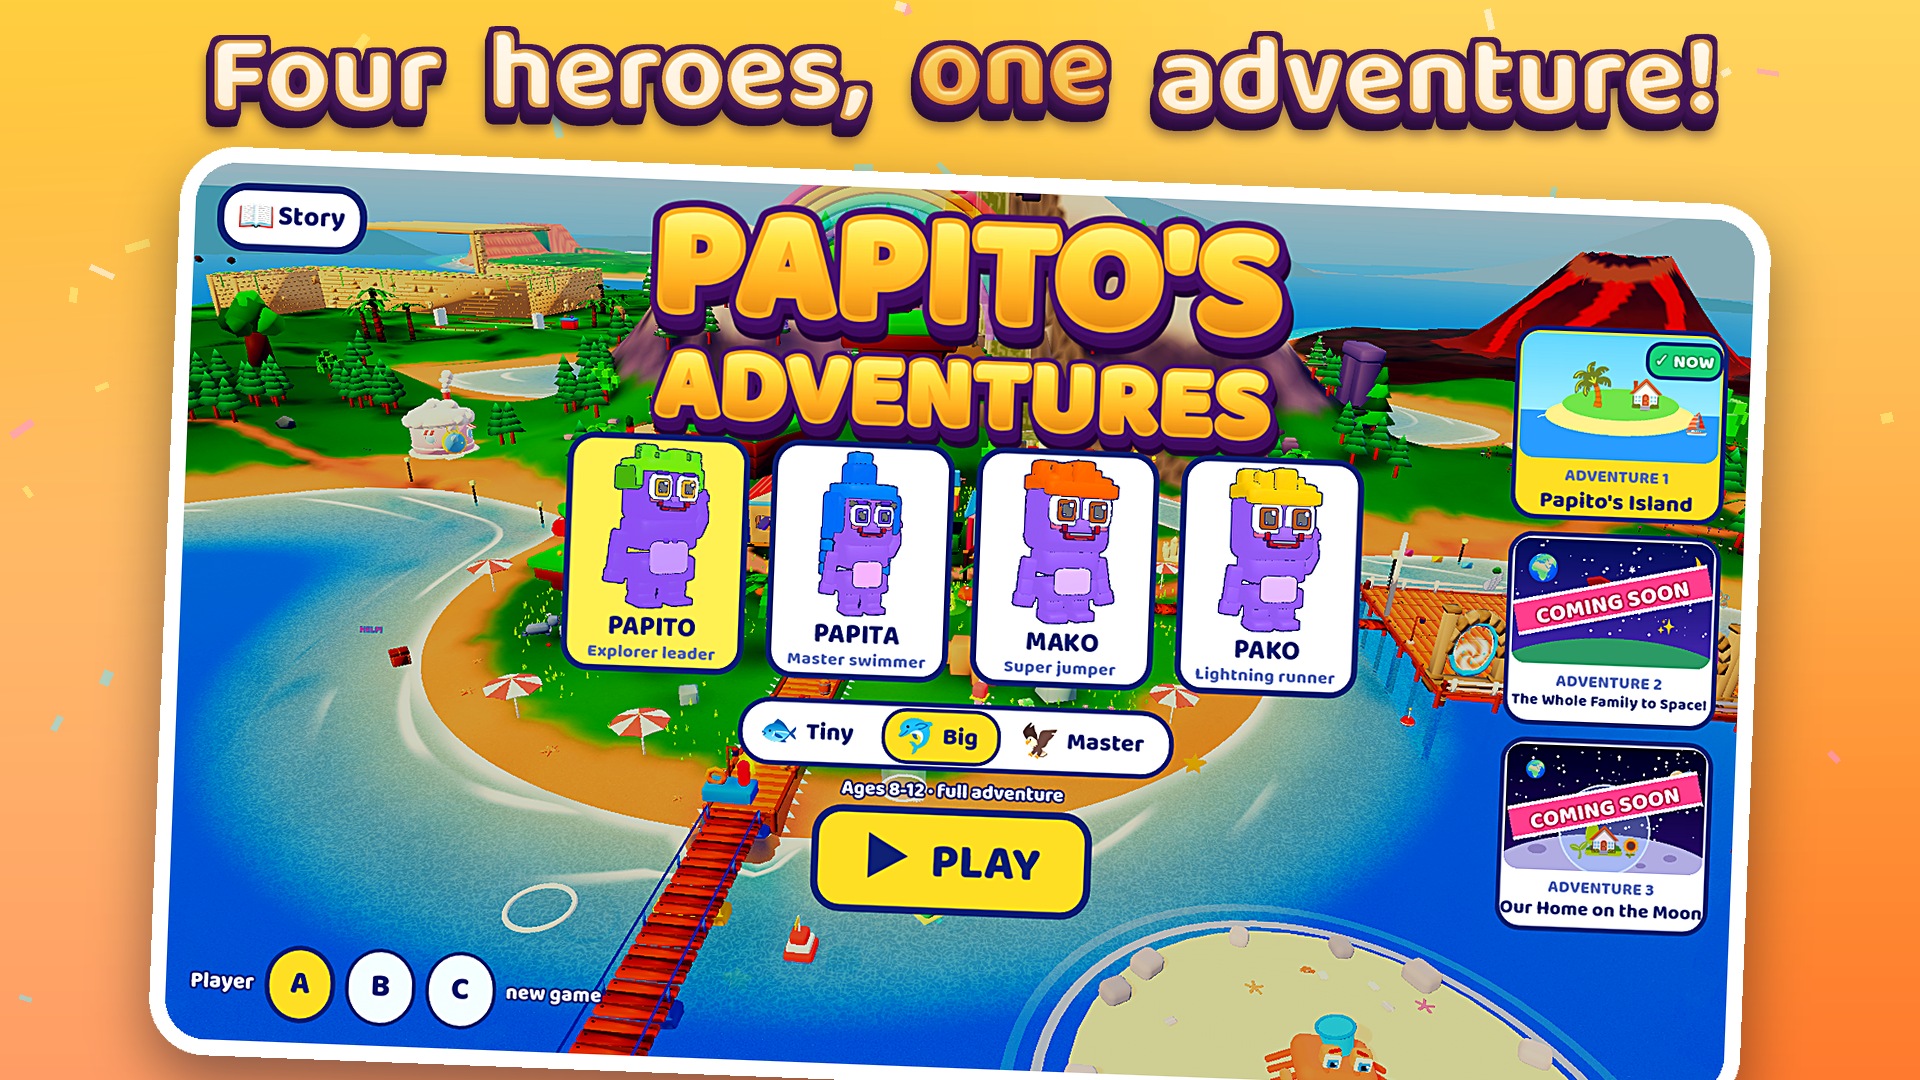 Four heroes, one adventure!
Story
PAPITO'S
ADVENTURES
✓ NOW
ADVENTURE 1
Papito's Island
PAPITO
Explorer leader
PAPITA
Master swimmer
MAKO
Super jumper
PAKO
Lightning runner
COMING SOON
ADVENTURE 2
The Whole Family to Space!
HELP!
Tiny
Big
Master
Ages 8-12 · full adventure
PLAY
COMING SOON
ADVENTURE 3
Our Home on the Moon
Player
A
B
C
new game